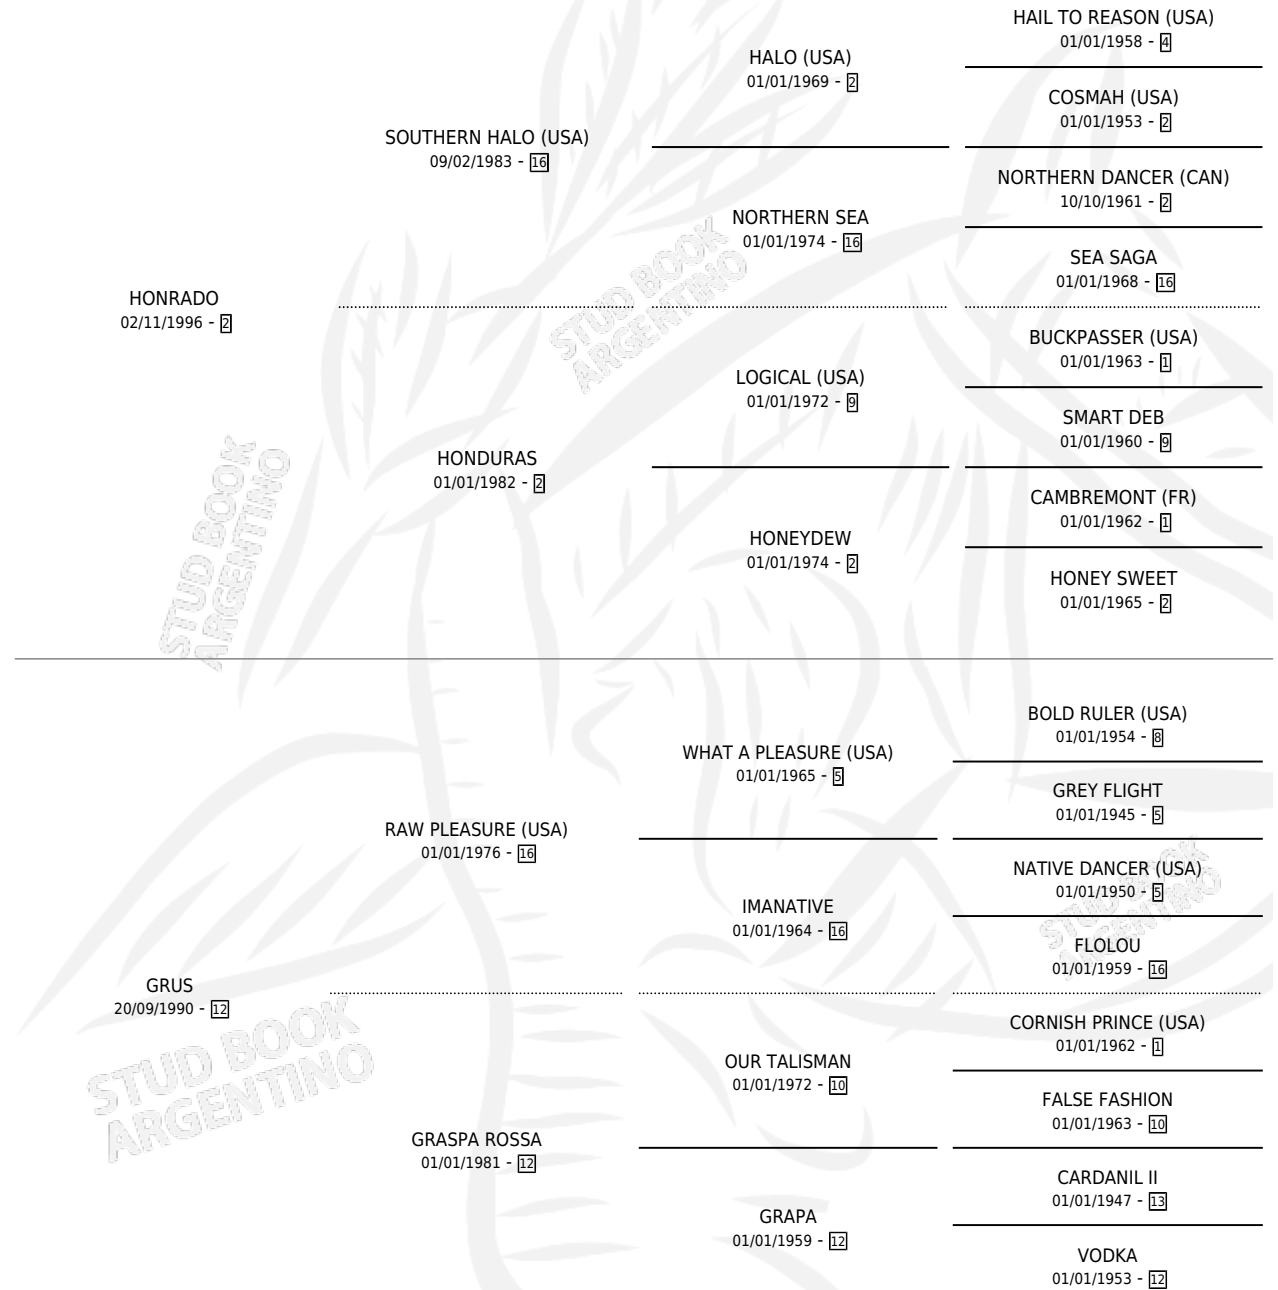 HAIL TO REASON (USA)
01/01/1958 - 4
HALO (USA)
01/01/1969 - 2
COSMAH (USA)
01/01/1953 - 2
SOUTHERN HALO (USA)
09/02/1983 - 16
NORTHERN DANCER (CAN)
10/10/1961 - 2
NORTHERN SEA
01/01/1974 - 16
SEA SAGA
01/01/1968 - 16
STUD BOOK
ARGENTINO
HONRADO
02/11/1996 - 2
BUCKPASSER (USA)
01/01/1963 - 1
LOGICAL (USA)
01/01/1972 - 9
SMART DEB
01/01/1960 - 9
HONDURAS
01/01/1982 - 2
CAMBREMONT (FR)
01/01/1962 - 1
HONEYDEW
01/01/1974 - 2
HONEY SWEET
01/01/1965 - 2
STUD BOOK
ARGENTINO
BOLD RULER (USA)
01/01/1954 - 8
WHAT A PLEASURE (USA)
01/01/1965 - 5
GREY FLIGHT
01/01/1945 - 5
RAW PLEASURE (USA)
01/01/1976 - 16
NATIVE DANCER (USA)
01/01/1950 - 5
IMANATIVE
01/01/1964 - 16
STUD BOOK
ARGENTINO
FLOLOU
01/01/1959 - 16
GRUS
20/09/1990 - 12
CORNISH PRINCE (USA)
01/01/1962 - 1
OUR TALISMAN
01/01/1972 - 10
STUD BOOK
ARGENTINO
FALSE FASHION
01/01/1963 - 10
GRASPA ROSSA
01/01/1981 - 12
CARDANIL II
01/01/1947 - 13
GRAPA
01/01/1959 - 12
VODKA
01/01/1953 - 12